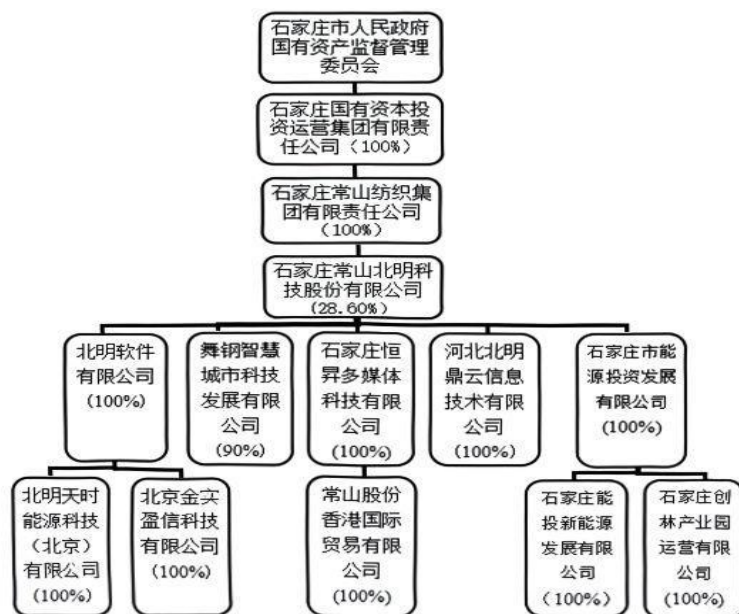 石家庄市人民政府
国有资产监督管理
委员会
石家庄国有资本投
资运营集团有限责
任公司（100%）
石家庄常山纺织集
团有限责任公司
(100%)
石家庄常山北明科
技股份有限公司
(28.60%)
北明软件
有限公司
(100%)
舞钢智慧
城市科技
发展有限
公司
(90%)
石家庄恒
昇多媒体
科技有限
公司
(100%)
河北北明
鼎云信息
技术有限
公司
(100%)
石家庄市能
源投资发展
有限公司
(100%)
北明天时
能源科技
（北京）
有限公司
(100%)
北京金实
盈信科技
有限公司
(100%)
常山股份
香港国际
贸易有限
公司
(100%)
石家庄能
投新能源
发展有限
公司
（100%）
石家庄创
林产业园
运营有限
公司
(100%)